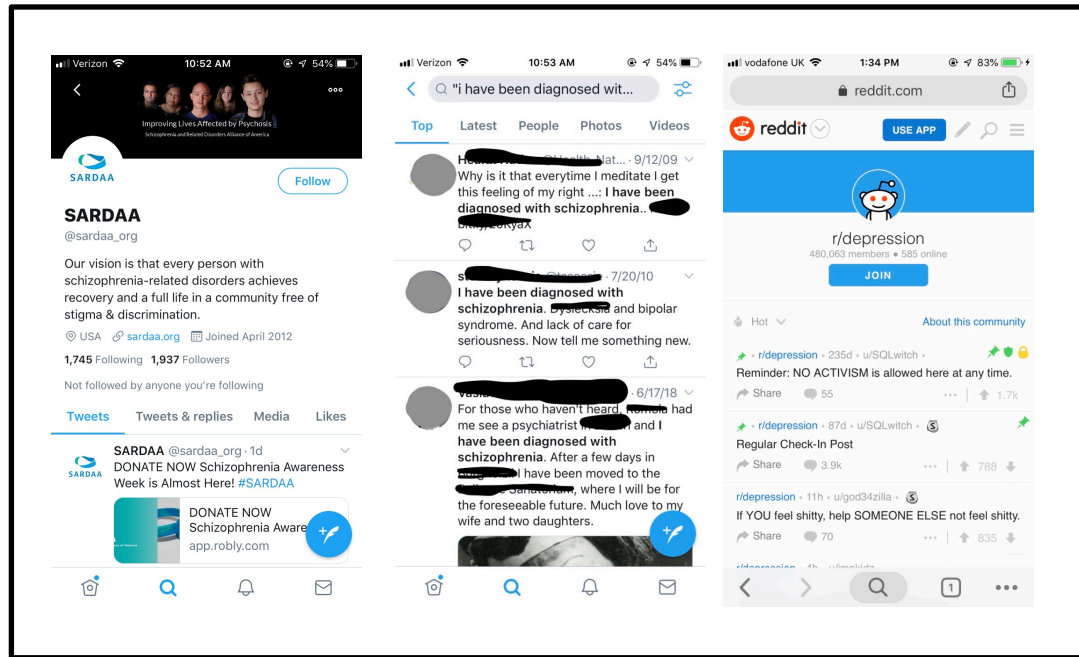 Verizon 10:52 AM 54%
Improving Lives Affected by Psychosis
Schizophrenia and Related Disorders Alliance of America
SARDAA
Follow
SARDAA
@sardaa_org
Our vision is that every person with
schizophrenia-related disorders achieves
recovery and a full life in a community free of
stigma & discrimination.
USA sardaa.org Joined April 2012
1,745 Following 1,937 Followers
Not followed by anyone you're following
Tweets Tweets & replies Media Likes
SARDAA @sardaa_org · 1d
DONATE NOW Schizophrenia Awareness
Week is Almost Here! #SARDAA
SARDAA
DONATE NOW
Schizophrenia Aware
app.robly.com
Verizon 10:53 AM 54%
"i have been diagnosed wit...
Top Latest People Photos Videos
Nat... · 9/12/09
Why is it that everytime I meditate I get
this feeling of my right ...: I have been
diagnosed with schizophrenia..
· 7/20/10
I have been diagnosed with
schizophrenia. and bipolar
syndrome. And lack of care for
seriousness. Now tell me something new.
· 6/17/18
For those who haven't heard, had
me see a psychiatrist and I
have been diagnosed with
schizophrenia. After a few days in
I have been moved to the
, where I will be for
the foreseeable future. Much love to my
wife and two daughters.
vodafone UK 1:34 PM 83%
reddit.com
reddit USE APP
r/depression
480,063 members • 585 online
JOIN
Hot About this community
r/depression • 235d • u/SQLwitch •
Reminder: NO ACTIVISM is allowed here at any time.
Share 55 ... 1.7k
r/depression • 87d • u/SQLwitch •
Regular Check-In Post
Share 3.9k ... 788
r/depression • 11h • u/god34zilla •
If YOU feel shitty, help SOMEONE ELSE not feel shitty.
Share 70 ... 835
1